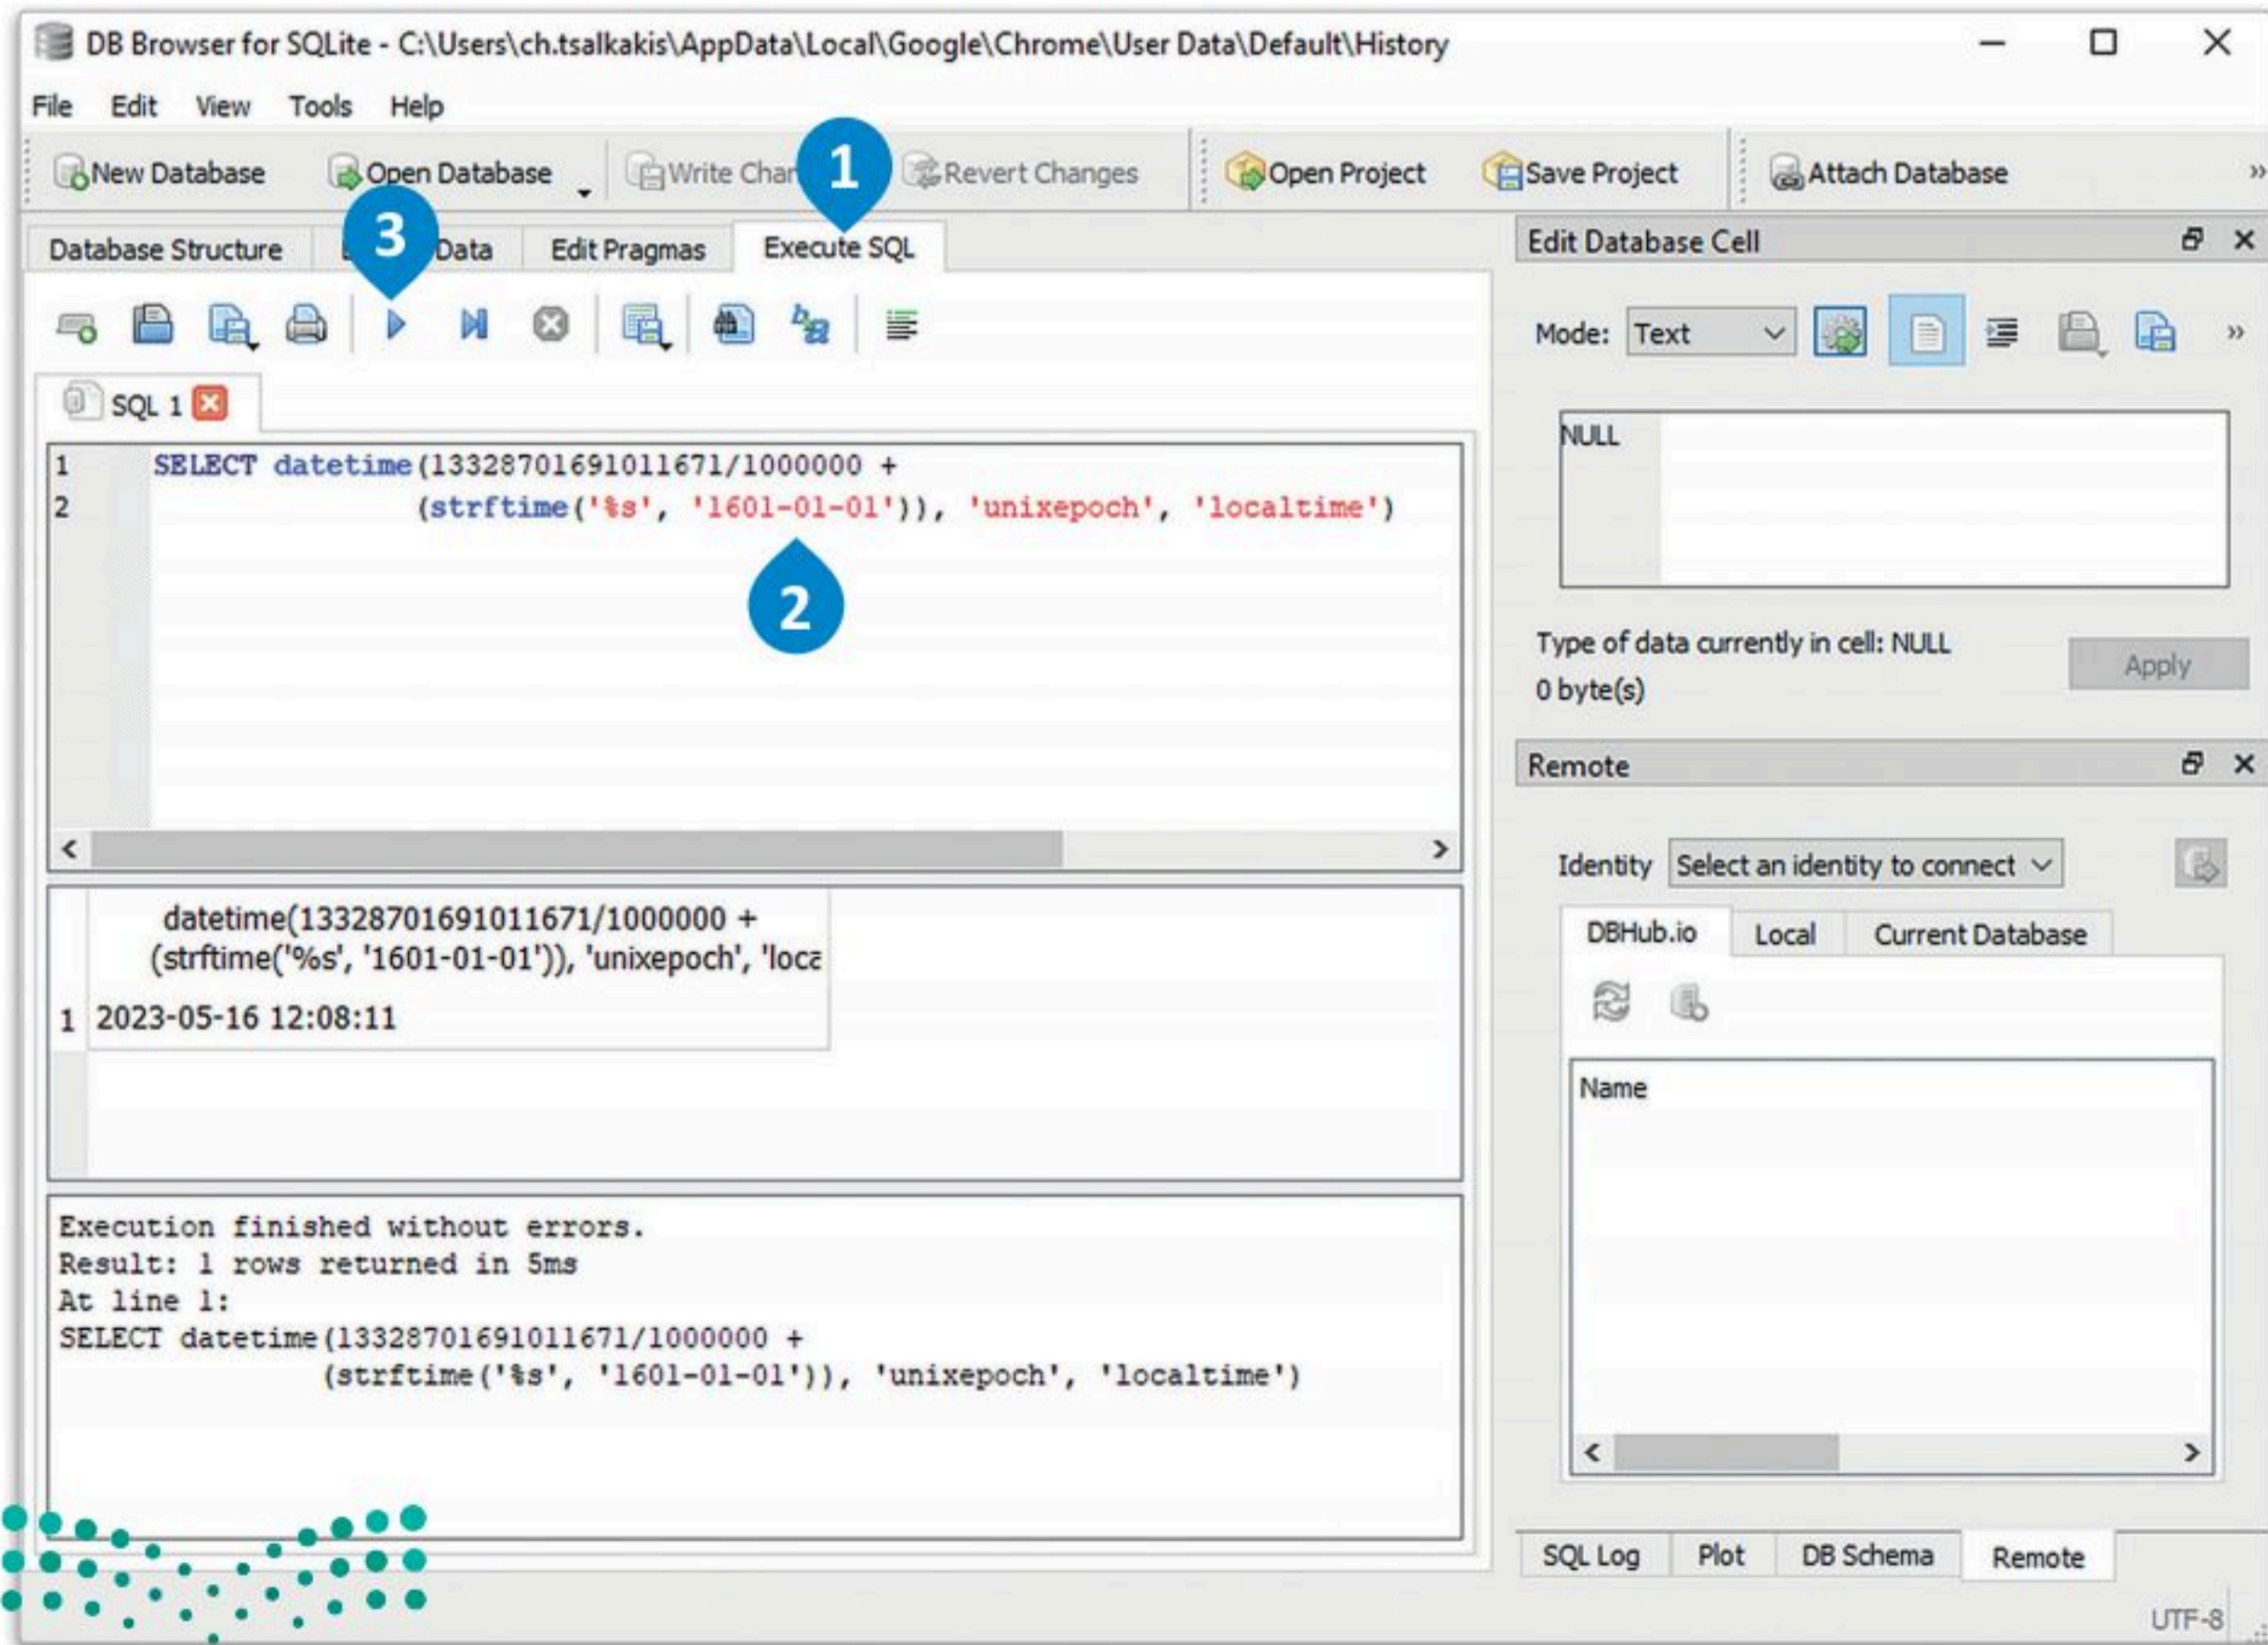 DB Browser for SQLite - C:\Users\ch.tsalkakis\AppData\Local\Google\Chrome\User Data\Default\History
File Edit View Tools Help
New Database Open Database Write Chan Revert Changes Open Project Save Project Attach Database »
1
3
Database Structure Data Edit Pragmas Execute SQL
SQL 1
1 SELECT datetime(13328701691011671/1000000 +
2 (strftime('%s', '1601-01-01')), 'unixepoch', 'localtime')
2
datetime(13328701691011671/1000000 +
(strftime('%s', '1601-01-01')), 'unixepoch', 'loca
1 2023-05-16 12:08:11
Execution finished without errors.
Result: 1 rows returned in 5ms
At line 1:
SELECT datetime(13328701691011671/1000000 +
(strftime('%s', '1601-01-01')), 'unixepoch', 'localtime')
Edit Database Cell
Mode: Text »
NULL
Type of data currently in cell: NULL
0 byte(s)
Apply
Remote
Identity Select an identity to connect
DBHub.io Local Current Database
Name
SQL Log Plot DB Schema Remote
UTF-8